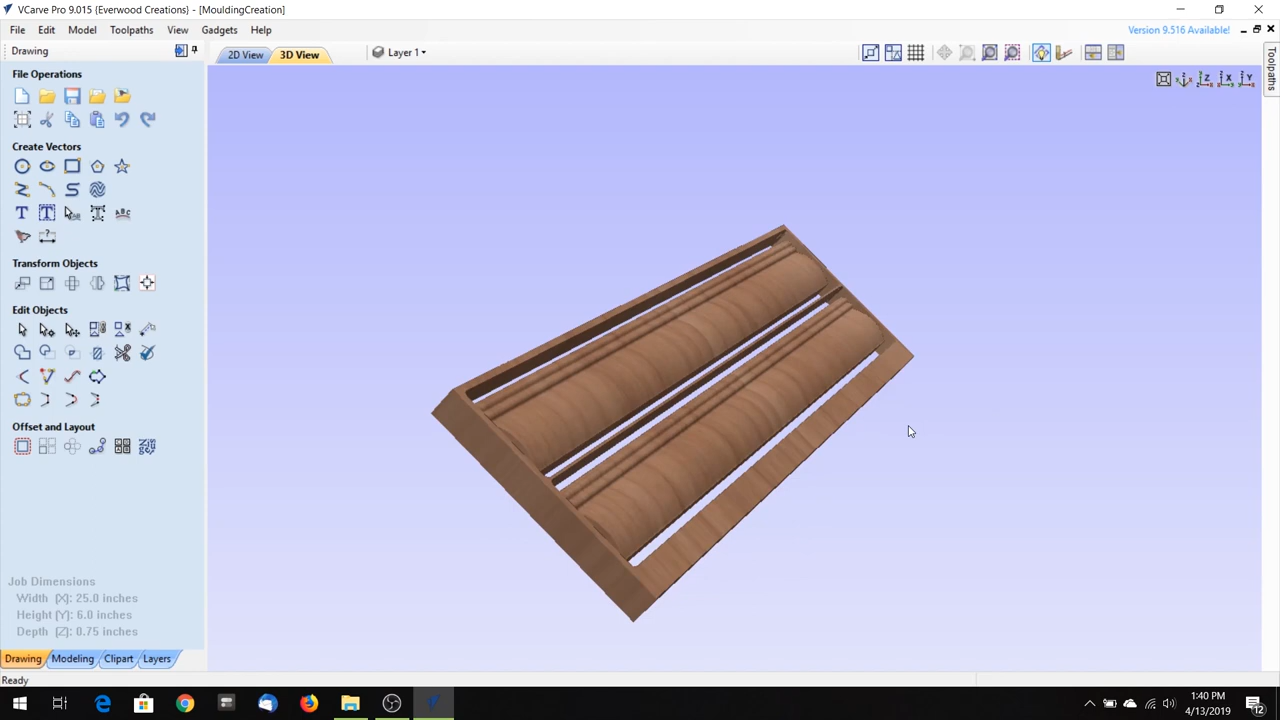 VCarve Pro 9.015 {Everwood Creations} - [MouldingCreation]
File Edit Model Toolpaths View Gadgets Help
Version 9.516 Available!
Drawing
2D View
3D View
Layer 1
Toolpaths
File Operations
Z X Y
Create Vectors
Transform Objects
Edit Objects
Offset and Layout
Job Dimensions
Width (X): 25.0 inches
Height (Y): 6.0 inches
Depth (Z): 0.75 inches
Drawing Modeling Clipart Layers
Ready
1:40 PM
4/13/2019
12